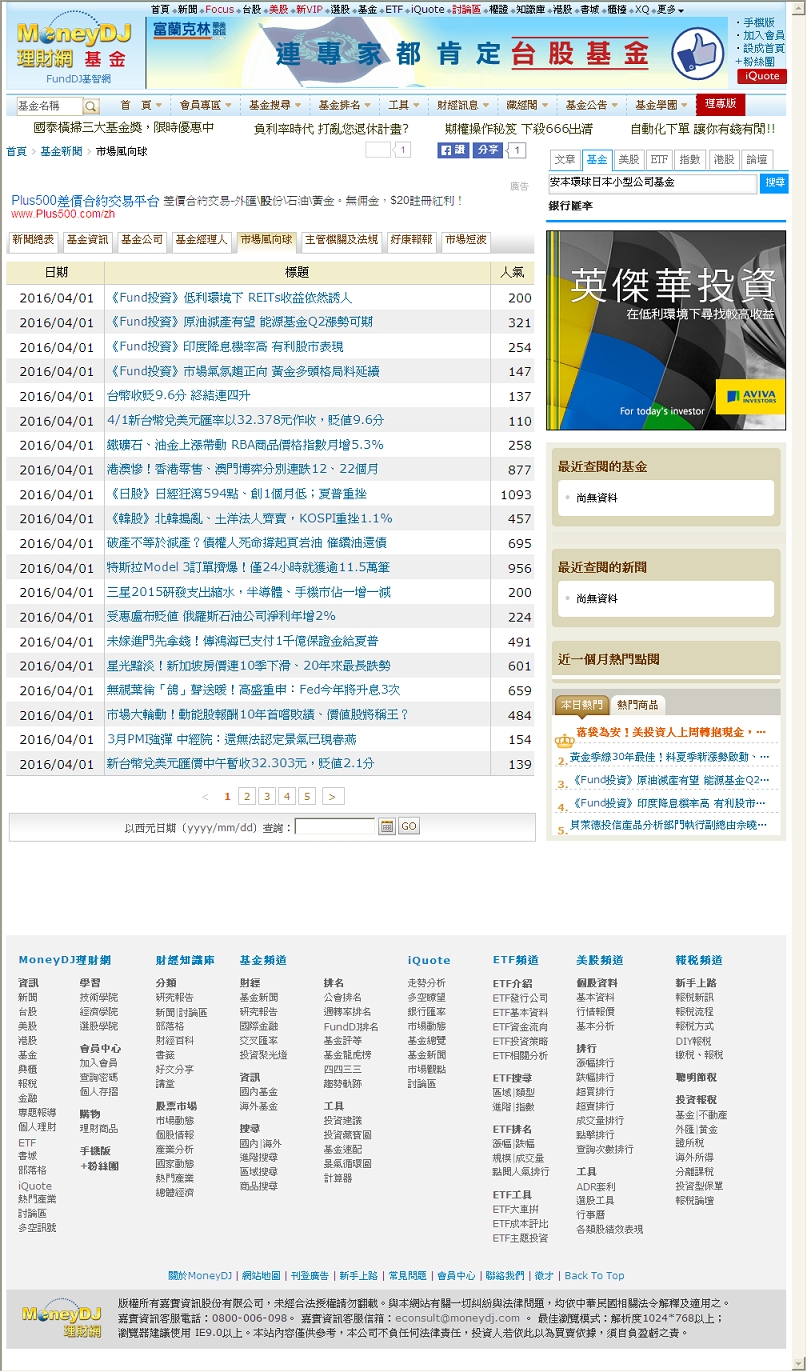 首頁 新聞 Focus 台股 美股 新VIP 選股 基金 ETF iQuote 討論區 權證 知識庫 港股 書城 櫃檯 XQ 更多
MoneyDJ 理財網 基金
FundDJ基智網
富蘭克林 華美投信
連專家都肯定 台股基金
手機版
加入會員
設成首頁
+粉絲團
iQuote
基金名稱 首 頁 會員專區 基金搜尋 基金排名 工具 財經訊息 藏經閣 基金公告 基金學園 理專版
國泰橫掃三大基金獎，限時優惠中 負利率時代 打亂您退休計畫? 期權操作秘笈 下殺666出清 自動化下單 讓你有錢有閒!!
首頁 > 基金新聞 > 市場風向球
1 讚 分享 1
文章 基金 美股 ETF 指數 港股 論壇
安本環球日本小型公司基金 搜尋
銀行匯率
廣告
Plus500差價合約交易平台 差價合約交易-外匯\股份\石油\黃金。無佣金，$20註冊紅利！
www.Plus500.com/zh
新聞總表 基金資訊 基金公司 基金經理人 市場風向球 主管機關及法規 好康報報 市場短波
日期 標題 人氣
2016/04/01 《Fund投資》低利環境下 REITs收益依然誘人 200
2016/04/01 《Fund投資》原油減產有望 能源基金Q2漲勢可期 321
2016/04/01 《Fund投資》印度降息機率高 有利股市表現 254
2016/04/01 《Fund投資》市場氣氛趨正向 黃金多頭格局料延續 147
2016/04/01 台幣收貶9.6分 終結連四升 137
2016/04/01 4/1新台幣兌美元匯率以32.378元作收，貶值9.6分 110
2016/04/01 鐵礦石、油金上漲帶動 RBA商品價格指數月增5.3% 258
2016/04/01 港澳慘！香港零售、澳門博弈分別連跌12、22個月 877
2016/04/01 《日股》日經狂瀉594點、創1個月低；夏普重挫 1093
2016/04/01 《韓股》北韓搗亂、土洋法人齊賣，KOSPI重挫1.1% 457
2016/04/01 破產不等於減產？債權人死命撐起頁岩油 催續油還債 695
2016/04/01 特斯拉Model 3訂單擠爆！僅24小時就獲逾11.5萬筆 956
2016/04/01 三星2015研發支出縮水，半導體、手機市佔一增一減 200
2016/04/01 受惠盧布貶值 俄羅斯石油公司淨利年增2% 224
2016/04/01 未嫁進門先拿錢！傳鴻海已支付1千億保證金給夏普 491
2016/04/01 星光黯淡！新加坡房價連10季下滑、20年來最長跌勢 601
2016/04/01 無視葉倫「鴿」聲送暖！高盛重申：Fed今年將升息3次 659
2016/04/01 市場大輪動！動能股報酬10年首嚐敗績、價值股將稱王？ 484
2016/04/01 3月PMI強彈 中經院：還無法認定景氣已現春燕 154
2016/04/01 新台幣兌美元匯價中午暫收32.303元，貶值2.1分 139
< 1 2 3 4 5 >
以西元日期（yyyy/mm/dd）查詢： GO
英傑華投資
在低利環境下尋找較高收益
For today's investor
AVIVA INVESTORS
最近查閱的基金
尚無資料
最近查閱的新聞
尚無資料
近一個月熱門點閱
本日熱門 熱門商品
落袋為安！美投資人上周轉抱現金，…
2. 黃金季線30年最佳！料夏季漸漲勢啟動、…
3. 《Fund投資》原油減產有望 能源基金Q2…
4. 《Fund投資》印度降息機率高 有利股市…
5. 貝萊德投信產品分析部門執行副總由佘曉…
MoneyDJ理財網
資訊
新聞
台股
美股
港股
基金
興櫃
報稅
金融
專題報導
個人理財
ETF
書城
部落格
iQuote
熱門產業
討論區
多空訊號
學習
技術學院
經濟學院
選股學院
會員中心
加入會員
查詢密碼
個人存摺
購物
理財商品
手機版
+粉絲團
財經知識庫
分類
研究報告
新聞|討論區
部落格
財經百科
書籤
好文分享
講堂
股票市場
市場動態
個股情報
產業分析
國家動態
熱門產業
總體經濟
基金頻道
財經
基金新聞
研究報告
國際金融
交叉匯率
投資聚光燈
資訊
國內基金
海外基金
搜尋
國內|海外
進階搜尋
區域搜尋
商品搜尋
排名
公會排名
週轉率排名
FundDJ排名
基金評等
基金龍虎榜
四四三三
趨勢軌跡
工具
投資建議
投資藏寶圖
基金速配
景氣循環圖
計算器
iQuote
走勢分析
多空瞭望
銀行匯率
市場動態
基金總覽
基金新聞
市場觀點
討論區
ETF頻道
ETF介紹
ETF發行公司
ETF基本資料
ETF資金流向
ETF投資策略
ETF相關分析
ETF搜尋
區域|類型
進階|指數
ETF排名
漲幅|跌幅
規模|成交量
點閱人氣排行
ETF工具
ETF大車拚
ETF成本評比
ETF主題投資
美股頻道
個股資料
基本資料
行情報價
基本分析
排行
漲幅排行
跌幅排行
超買排行
超賣排行
成交量排行
點擊排行
查詢次數排行
工具
ADR套利
選股工具
行事曆
各類股績效表現
報稅頻道
新手上路
報稅新訊
報稅流程
報稅方式
DIY報稅
繳稅、報稅
聰明節稅
投資報稅
基金|不動產
外匯|黃金
證所稅
海外所得
分離課稅
投資型保單
報稅論壇
關於MoneyDJ | 網站地圖 | 刊登廣告 | 新手上路 | 常見問題 | 會員中心 | 聯絡我們 | 徵才 | Back To Top
MoneyDJ 理財網
版權所有嘉實資訊股份有限公司，未經合法授權請勿翻載。與本網站有關一切糾紛與法律問題，均依中華民國相關法令解釋及適用之。
嘉實資訊客服電話：0800-006-098。 嘉實資訊客服信箱：econsult@moneydj.com 。 最佳瀏覽模式：解析度1024*768以上；
瀏覽器建議使用 IE9.0以上。本站內容僅供參考，本公司不負任何法律責任，投資人若依此以為買賣依據，須自負盈虧之責。